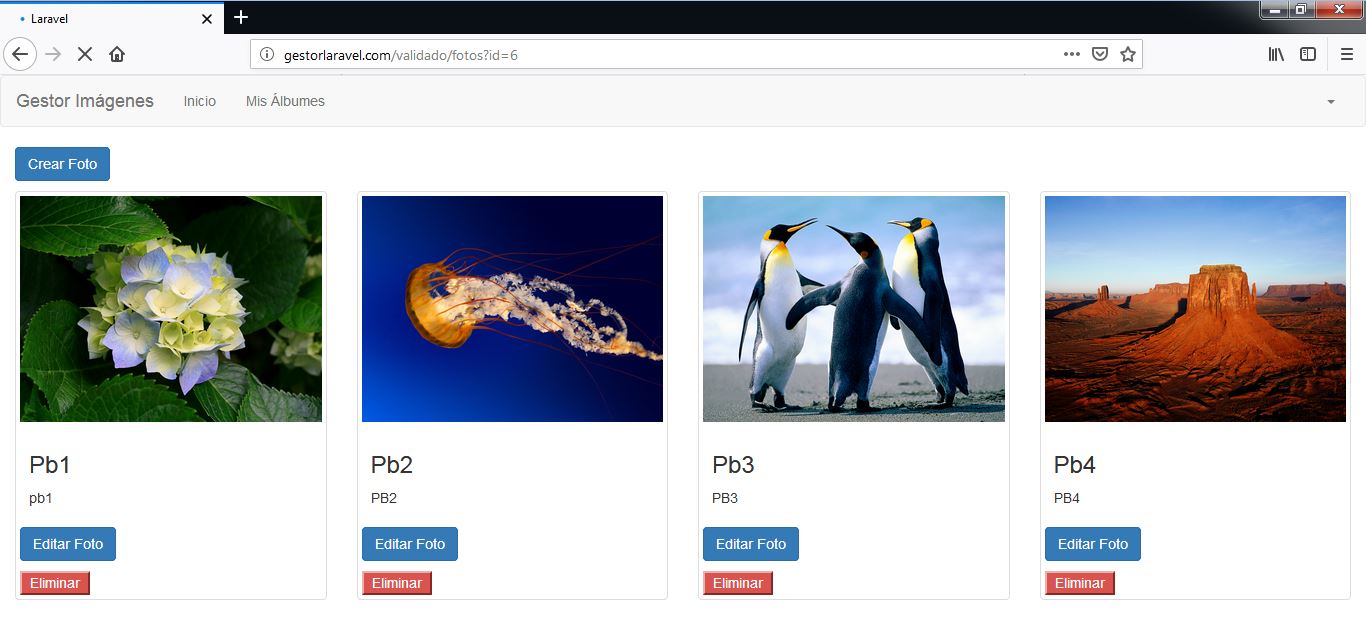 Laravel
gestorlaravel.com/validado/fotos?id=6
Gestor Imágenes Inicio Mis Álbumes
Crear Foto
Pb1
pb1
Editar Foto
Eliminar
Pb2
PB2
Editar Foto
Eliminar
Pb3
PB3
Editar Foto
Eliminar
Pb4
PB4
Editar Foto
Eliminar